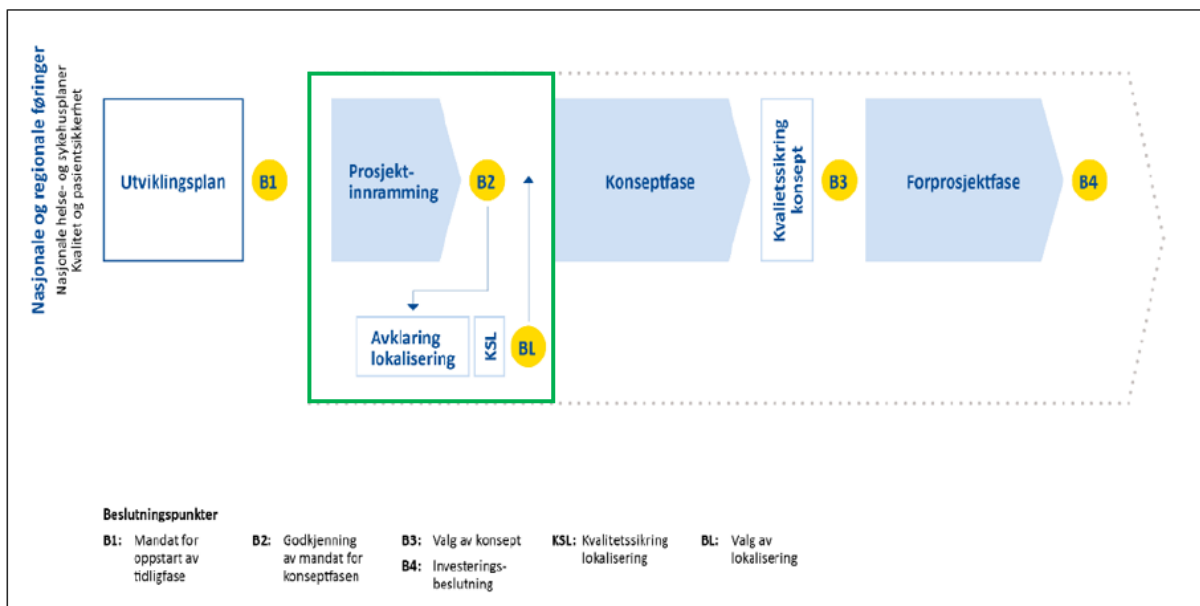 Nasjonale og regionale føringer
Nasjonale helse- og sykehusplaner
Kvalitet og pasientsikkerhet
Utviklingsplan
B1
Prosjekt-
innramming
B2
Avklaring
lokalisering
KSL
BL
Konseptfase
Kvalietssikring
konsept
B3
Forprosjektfase
B4
Beslutningspunkter
B1: Mandat for
oppstart av
tidligfase
B2: Godkjenning
av mandat for
konseptfasen
B3: Valg av konsept
B4: Investerings-
beslutning
KSL: Kvalitetssikring
lokalisering
BL: Valg av
lokalisering